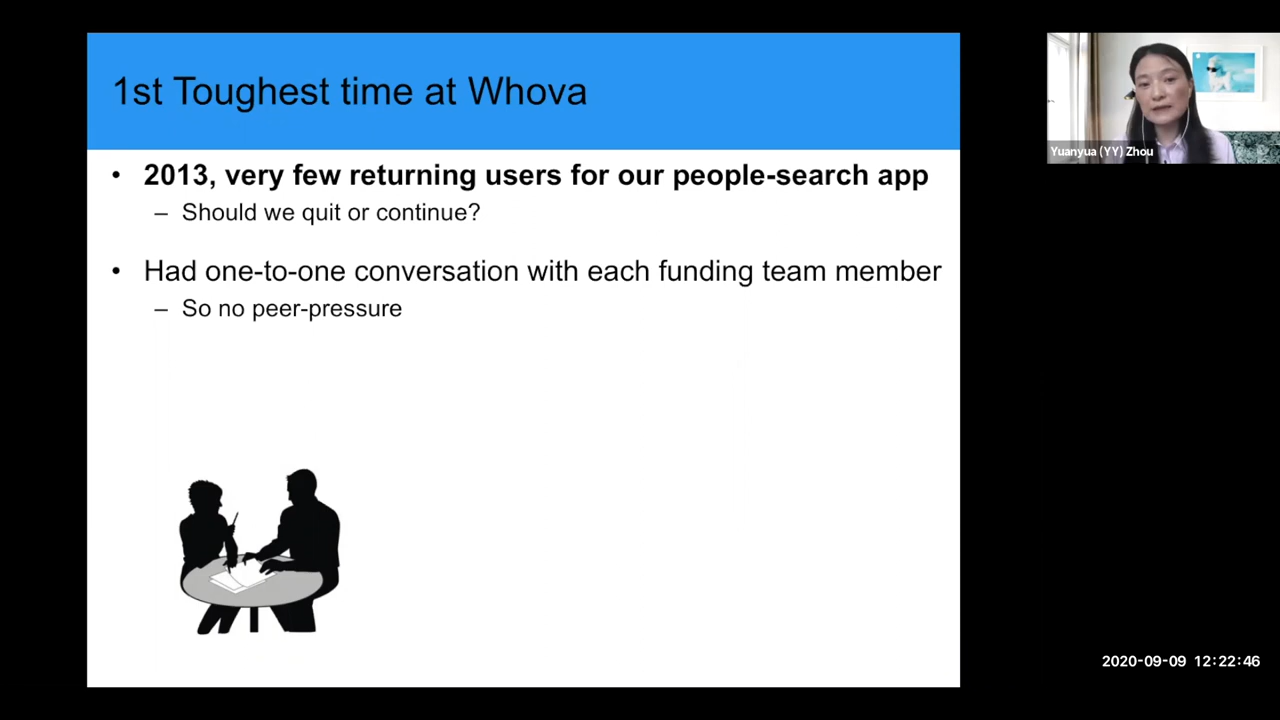 1st Toughest time at Whova
• 2013, very few returning users for our people-search app
– Should we quit or continue?
• Had one-to-one conversation with each funding team member
– So no peer-pressure
Yuanyua (YY) Zhou
2020-09-09 12:22:46